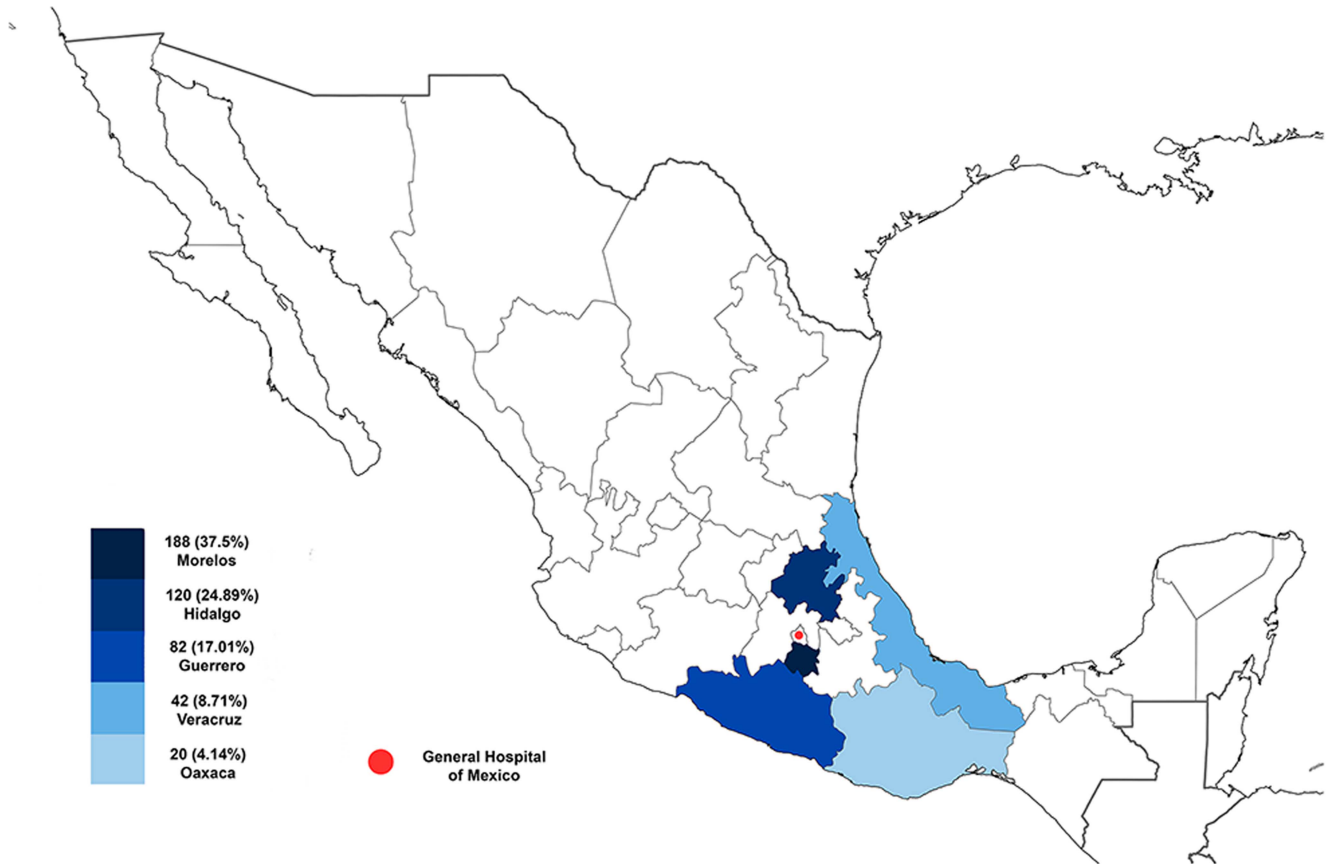 188 (37.5%)
Morelos
120 (24.89%)
Hidalgo
82 (17.01%)
Guerrero
42 (8.71%)
Veracruz
20 (4.14%)
Oaxaca
General Hospital
of Mexico